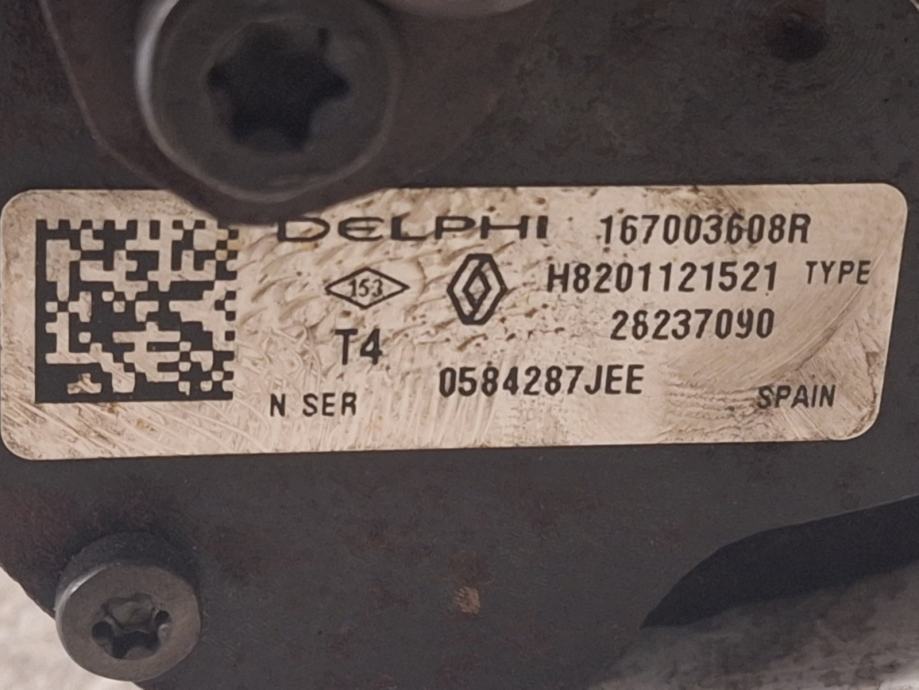 DELPHI 167003608R
153 H8201121521 TYPE
T4 28237090
N SER 0584287JEE SPAIN